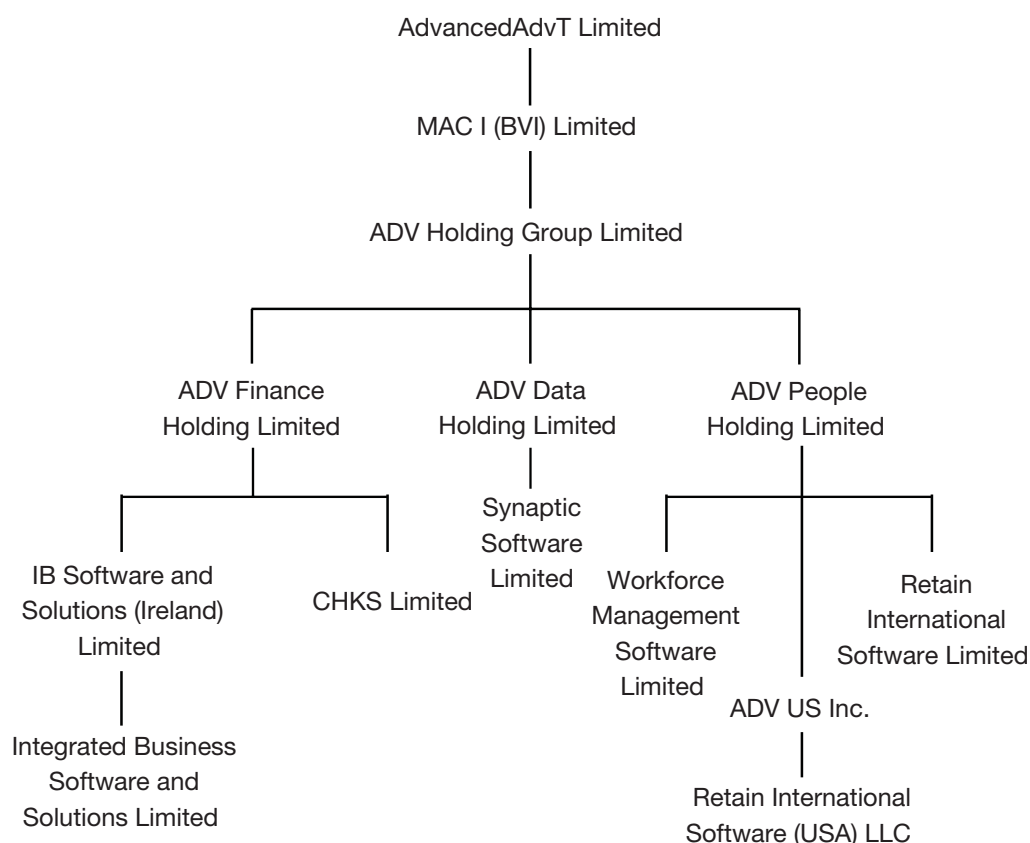 AdvancedAdvT Limited
MAC I (BVI) Limited
ADV Holding Group Limited
ADV Finance
Holding Limited
ADV Data
Holding Limited
ADV People
Holding Limited
IB Software and
Solutions (Ireland)
Limited
CHKS Limited
Synaptic
Software
Limited
Workforce
Management
Software
Limited
Retain
International
Software Limited
ADV US Inc.
Integrated Business
Software and
Solutions Limited
Retain International
Software (USA) LLC